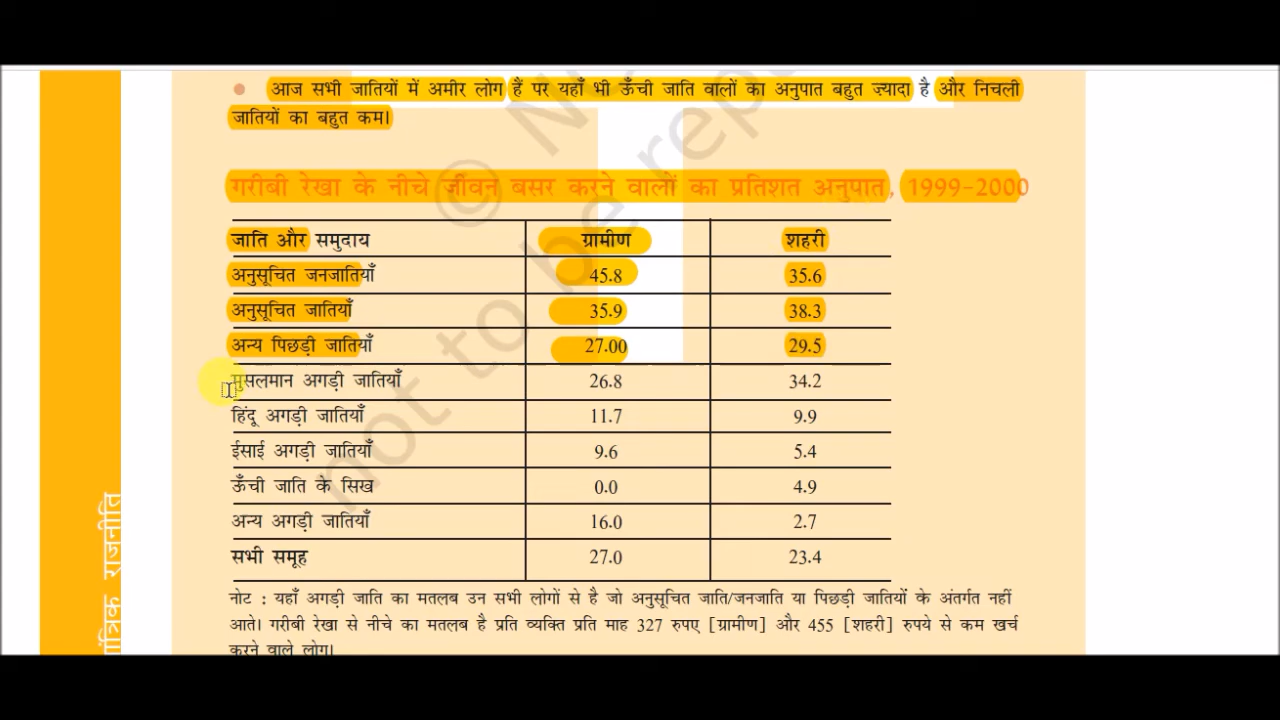 आज सभी जातियों में अमीर लोग हैं पर यहाँ भी ऊँची जाति वालों का अनुपात बहुत ज्यादा है और निचली
जातियों का बहुत कम।
गरीबी रेखा के नीचे जीवन बसर करने वालों का प्रतिशत अनुपात, 1999-2000
जाति और समुदाय ग्रामीण शहरी
अनुसूचित जनजातियाँ 45.8 35.6
अनुसूचित जातियाँ 35.9 38.3
अन्य पिछड़ी जातियाँ 27.00 29.5
मुसलमान अगड़ी जातियाँ 26.8 34.2
हिंदू अगड़ी जातियाँ 11.7 9.9
ईसाई अगड़ी जातियाँ 9.6 5.4
ऊँची जाति के सिख 0.0 4.9
अन्य अगड़ी जातियाँ 16.0 2.7
सभी समूह 27.0 23.4
नोट : यहाँ अगड़ी जाति का मतलब उन सभी लोगों से है जो अनुसूचित जाति/जनजाति या पिछड़ी जातियों के अंतर्गत नहीं
आते। गरीबी रेखा से नीचे का मतलब है प्रति व्यक्ति प्रति माह 327 रुपए [ग्रामीण] और 455 [शहरी] रुपये से कम खर्च
करने वाले लोग।
राजनीति
not to be